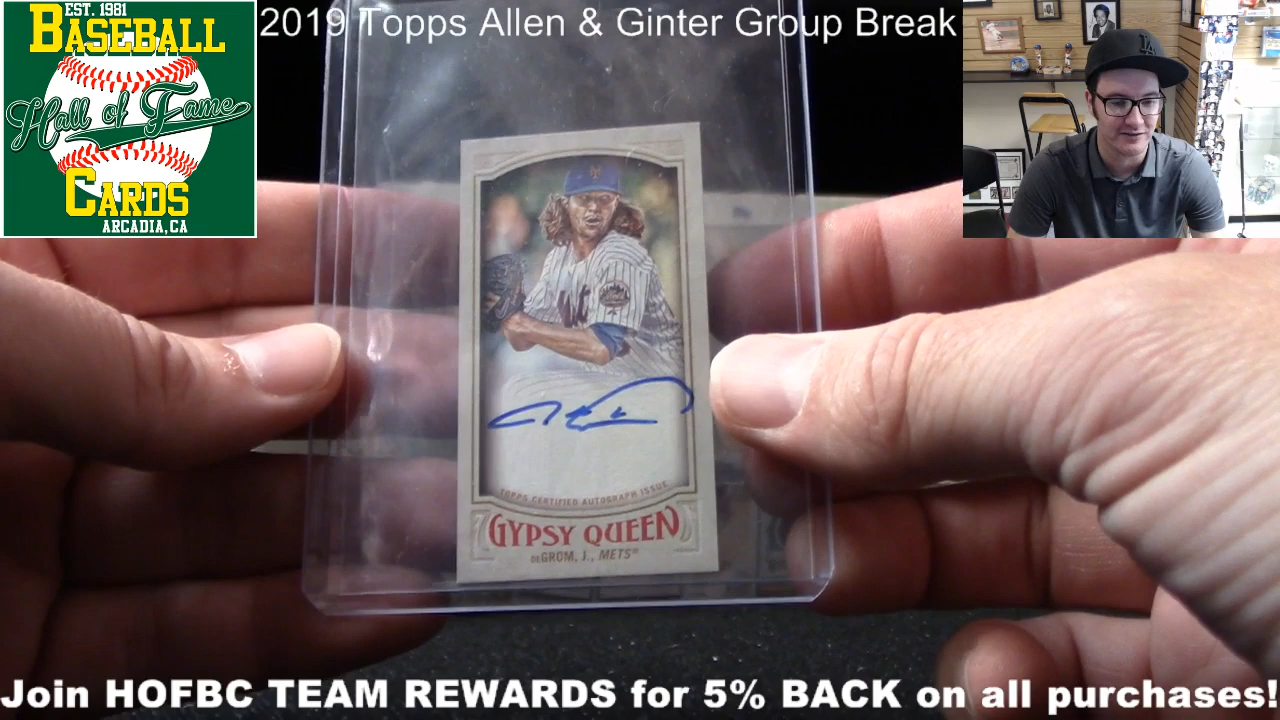 EST. 1981
BASEBALL
Hall of Fame
CARDS
ARCADIA, CA
2019 Topps Allen & Ginter Group Break
LA
TOPPS CERTIFIED AUTOGRAPH ISSUE
GYPSY QUEEN
deGROM, J., METS®
Join HOFBC TEAM REWARDS for 5% BACK on all purchases!